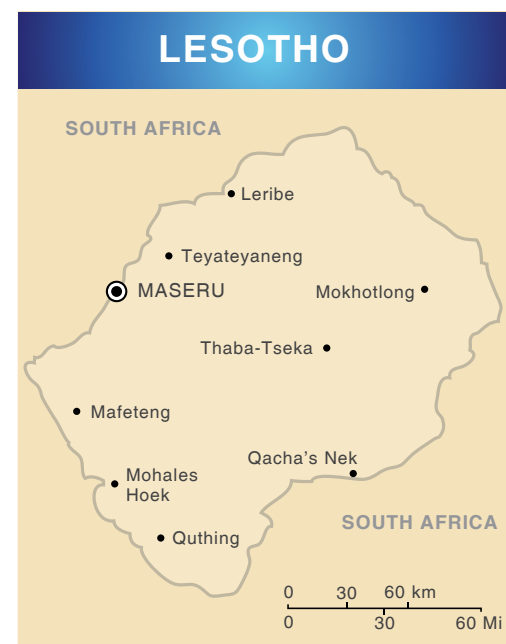 LESOTHO
SOUTH AFRICA
Leribe
Teyateyaneng
MASERU
Mokhotlong
Thaba-Tseka
Mafeteng
Qacha's Nek
Mohales
Hoek
SOUTH AFRICA
Quthing
0 30 60 km
0 30 60 Mi